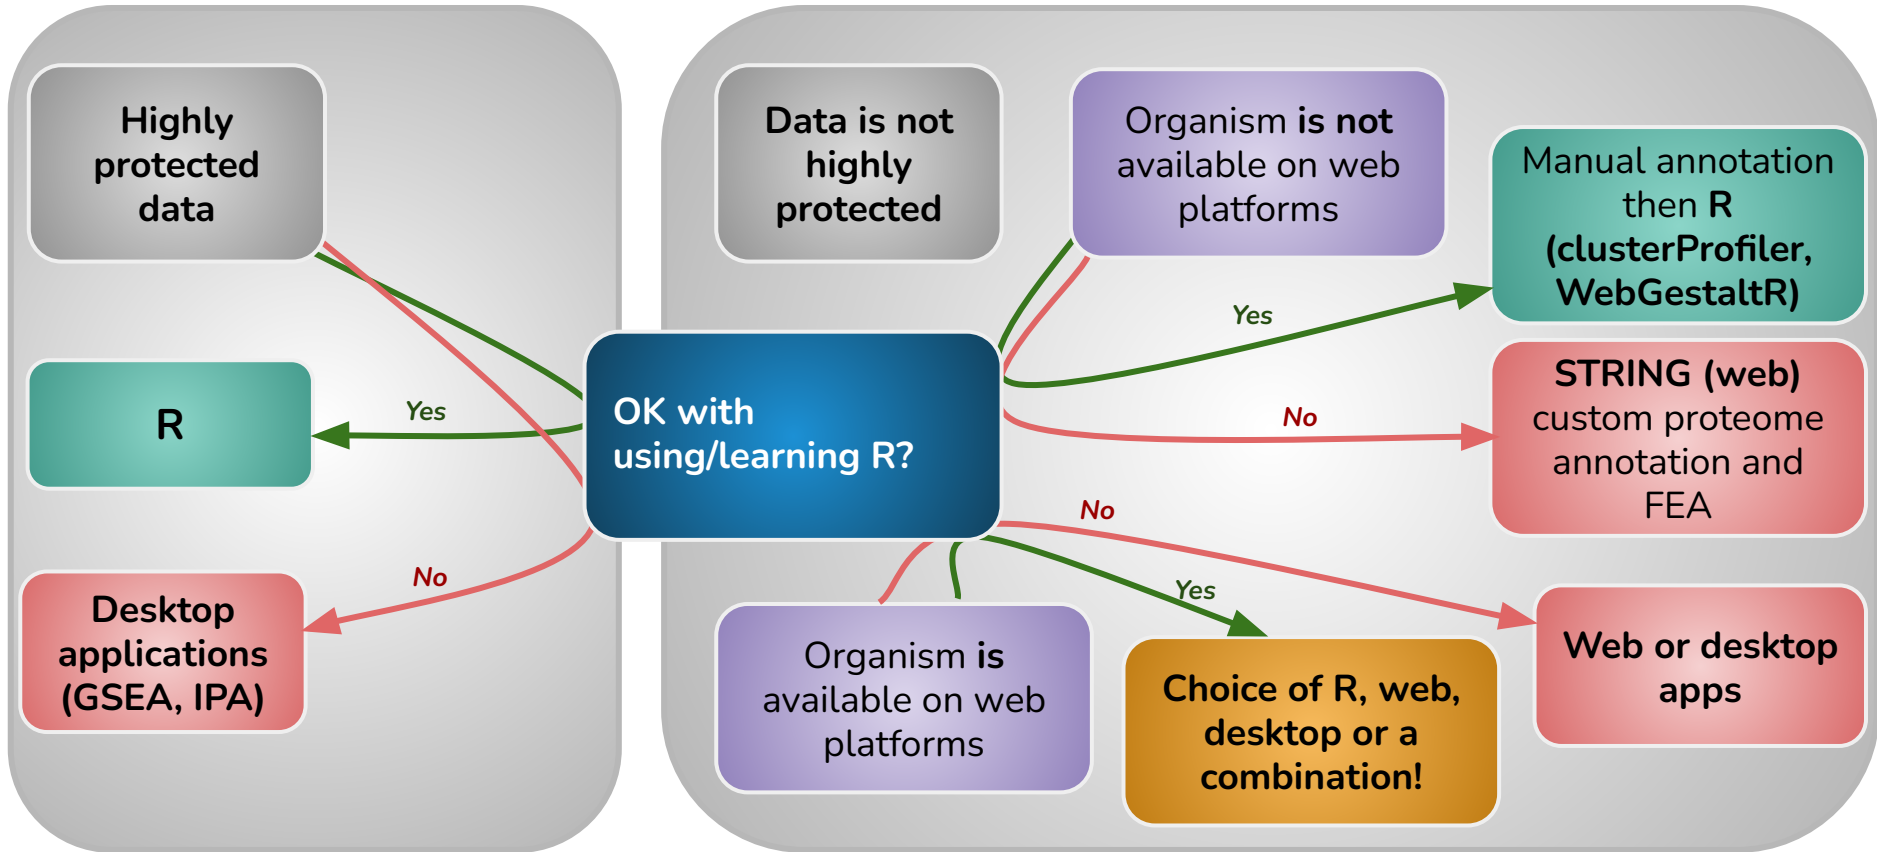 Highly
protected
data
R
Yes
Desktop
applications
(GSEA, IPA)
No
OK with
using/learning R?
Data is not
highly
protected
Organism is not
available on web
platforms
Yes
Manual annotation
then R
(clusterProfiler,
WebGestaltR)
No
STRING (web)
custom proteome
annotation and
FEA
Organism is
available on web
platforms
Yes
Choice of R, web,
desktop or a
combination!
No
Web or desktop
apps